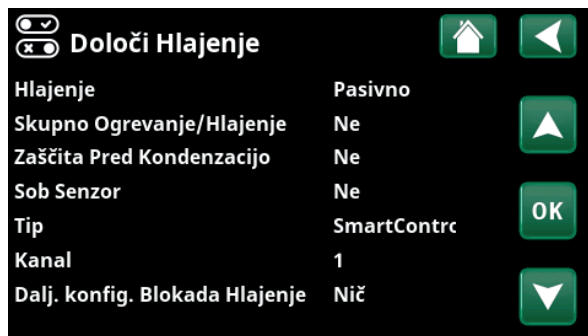 Določi Hlajenje
Hlajenje Pasivno
Skupno Ogrevanje/Hlajenje Ne
Zaščita Pred Kondenzacijo Ne
Sob Senzor Ne
Tip SmartContro
Kanal 1
Dalj. konfig. Blokada Hlajenje Nič
OK